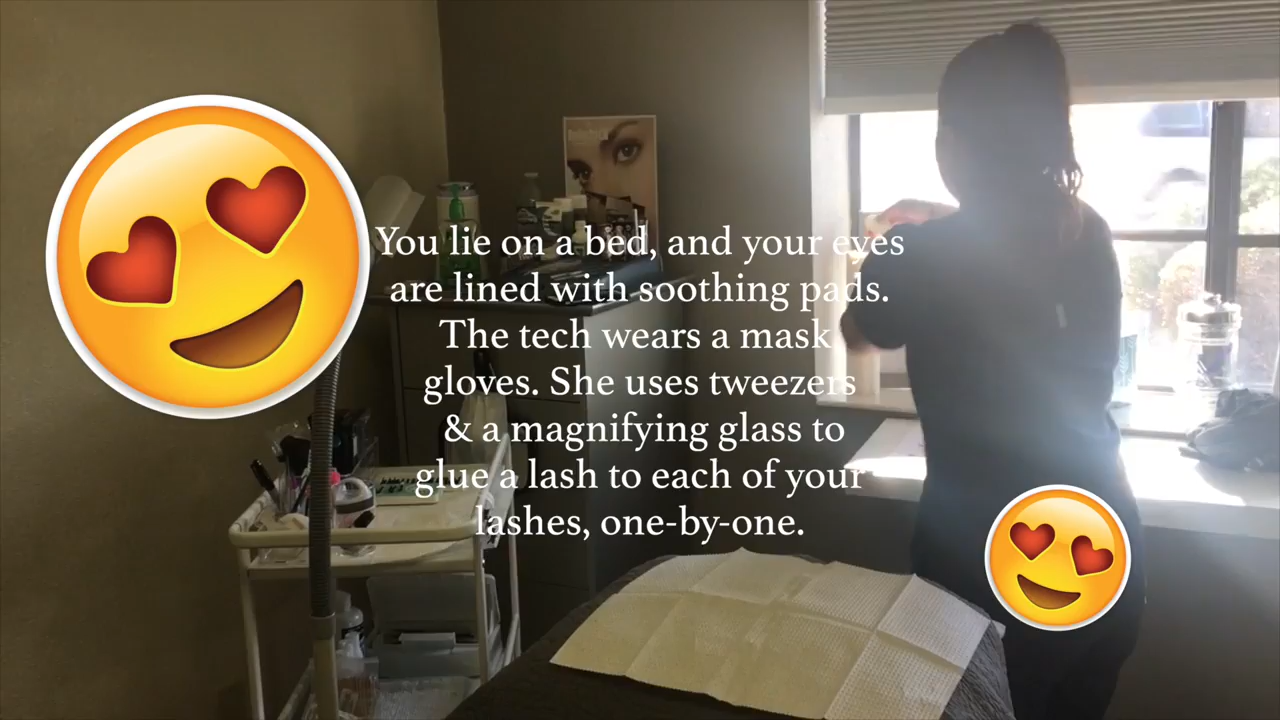 You lie on a bed, and your eyes
are lined with soothing pads.
The tech wears a mask
gloves. She uses tweezers
& a magnifying glass to
glue a lash to each of your
lashes, one-by-one.